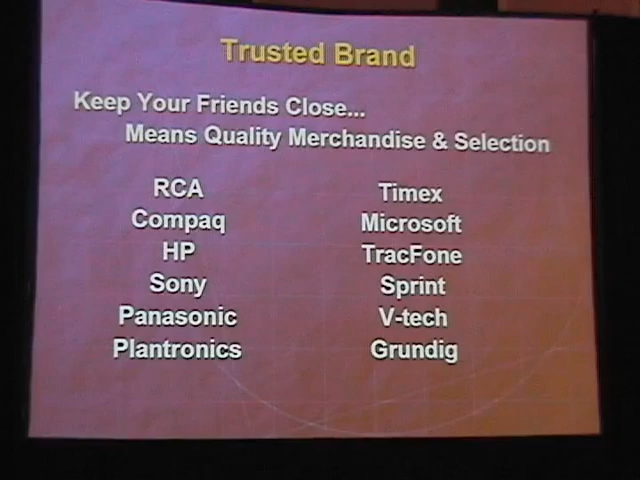 Trusted Brand
Keep Your Friends Close...
Means Quality Merchandise & Selection
RCA
Compaq
HP
Sony
Panasonic
Plantronics
Timex
Microsoft
TracFone
Sprint
V-tech
Grundig